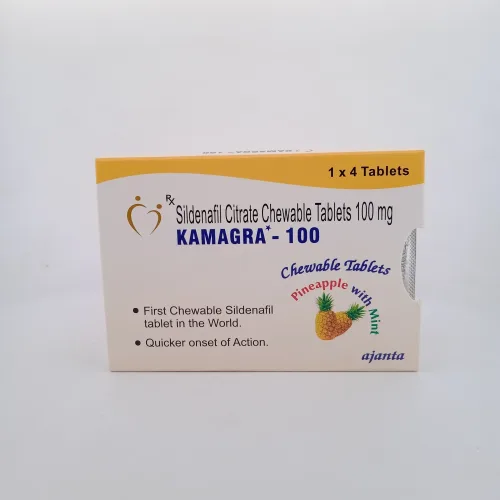 1 x 4 Tablets
Rx Sildenafil Citrate Chewable Tablets 100 mg
KAMAGRA* - 100
Chewable Tablets
Pineapple with Mint
• First Chewable Sildenafil
tablet in the World.
• Quicker onset of Action.
ajanta